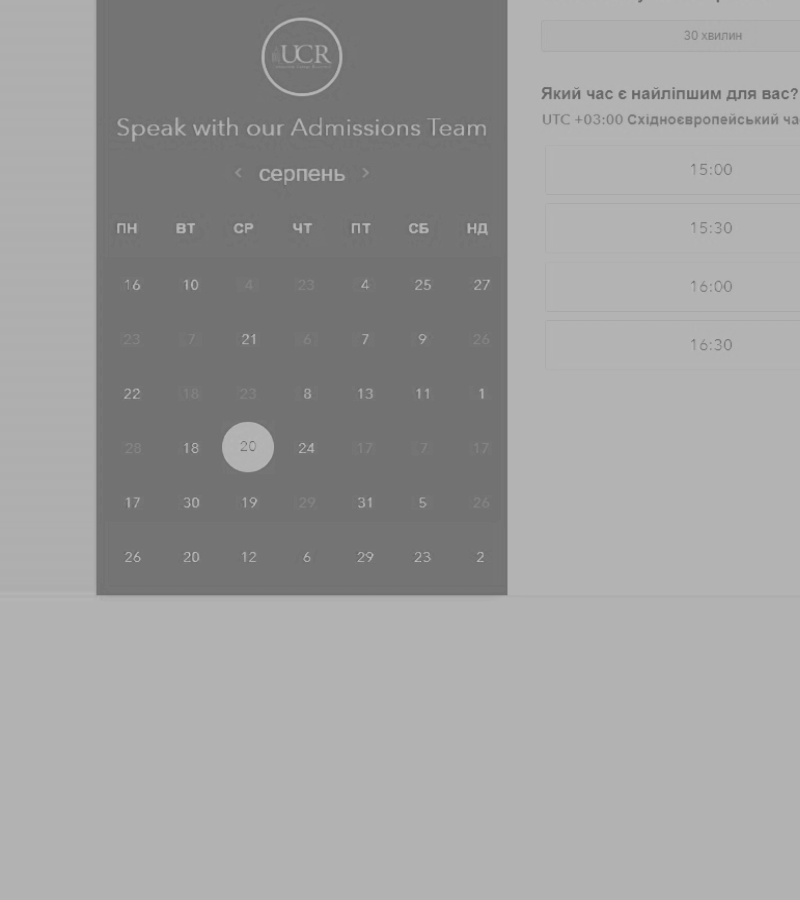 UCR
Speak with our Admissions Team
серпень
ПН ВТ СР ЧТ ПТ СБ НД
16 10 4 23 4 25 27
23 7 21 6 7 9 26
22 18 23 8 13 11 1
28 18 20 24 17 7 17
17 30 19 29 31 5 26
26 20 12 6 29 23 2
30 хвилин
Який час є найліпшим для вас?
UTC +03:00 Східноєвропейський ча
15:00
15:30
16:00
16:30